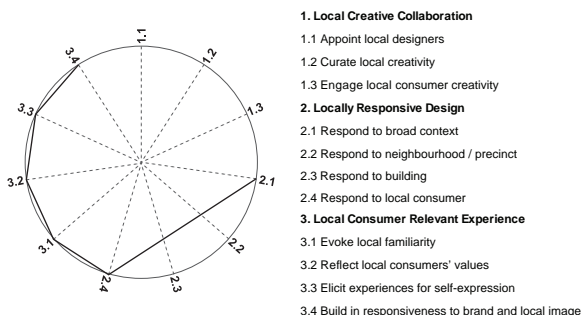 1.1
1.2
1.3
2.1
2.2
2.3
2.4
3.1
3.2
3.3
3.4
1. Local Creative Collaboration
1.1 Appoint local designers
1.2 Curate local creativity
1.3 Engage local consumer creativity
2. Locally Responsive Design
2.1 Respond to broad context
2.2 Respond to neighbourhood / precinct
2.3 Respond to building
2.4 Respond to local consumer
3. Local Consumer Relevant Experience
3.1 Evoke local familiarity
3.2 Reflect local consumers' values
3.3 Elicit experiences for self-expression
3.4 Build in responsiveness to brand and local image